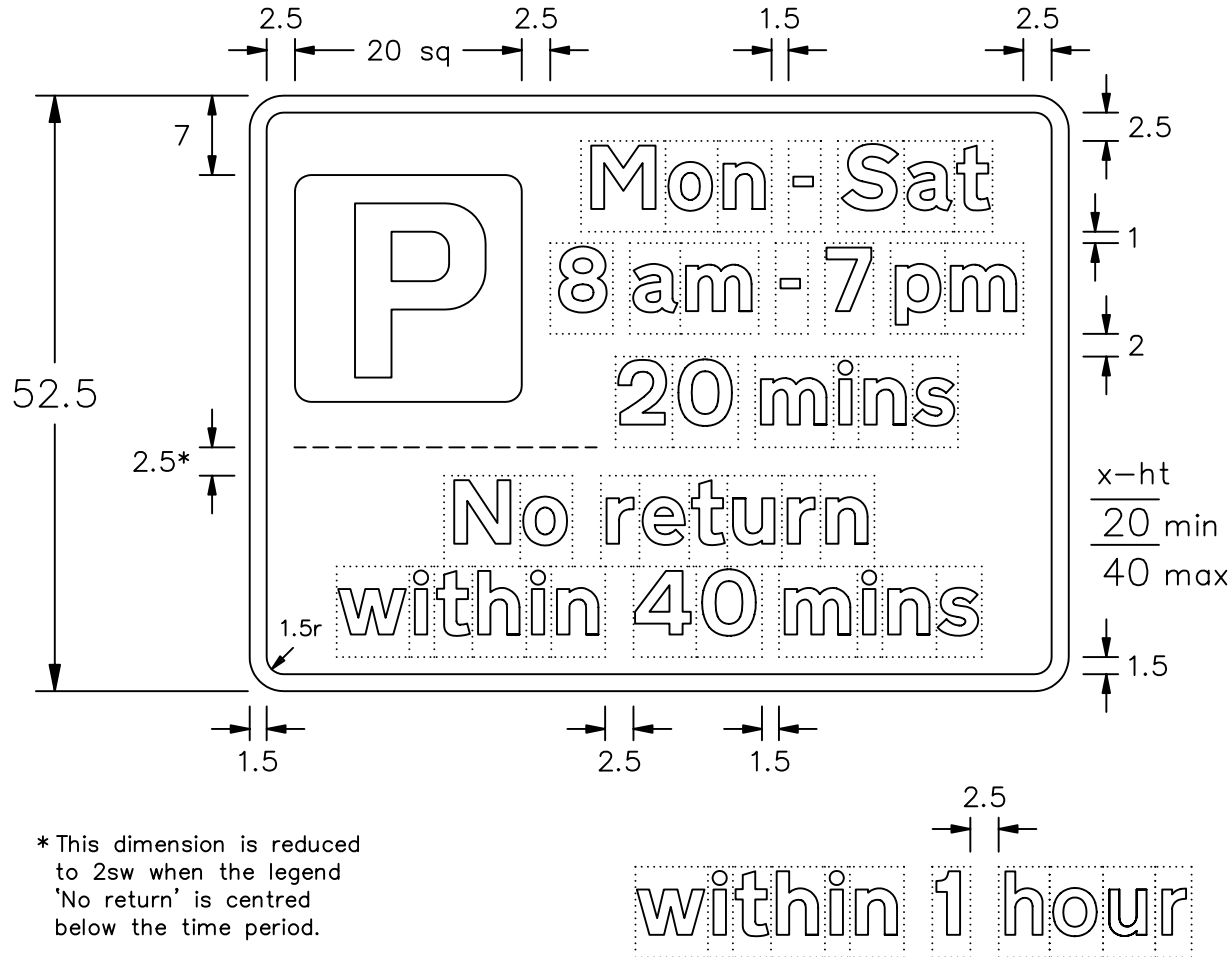 2.5 2.5 1.5 2.5
20 sq
7
2.5
Mon - Sat
P
1
8 am - 7 pm
2
20 mins
52.5
2.5*
x-ht
20 min
40 max
No return
within 40 mins
1.5r
1.5
1.5 2.5 1.5
2.5
* This dimension is reduced
to 2sw when the legend
'No return' is centred
below the time period.
within 1 hour